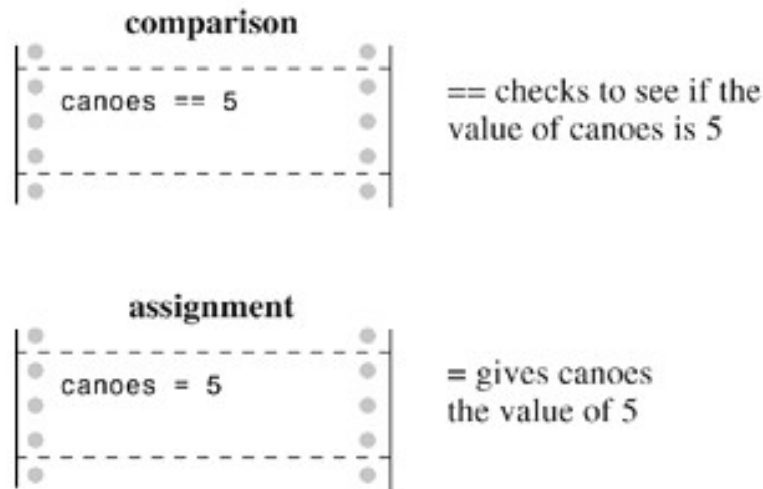 comparison
canoes == 5
== checks to see if the
value of canoes is 5
assignment
canoes = 5
= gives canoes
the value of 5